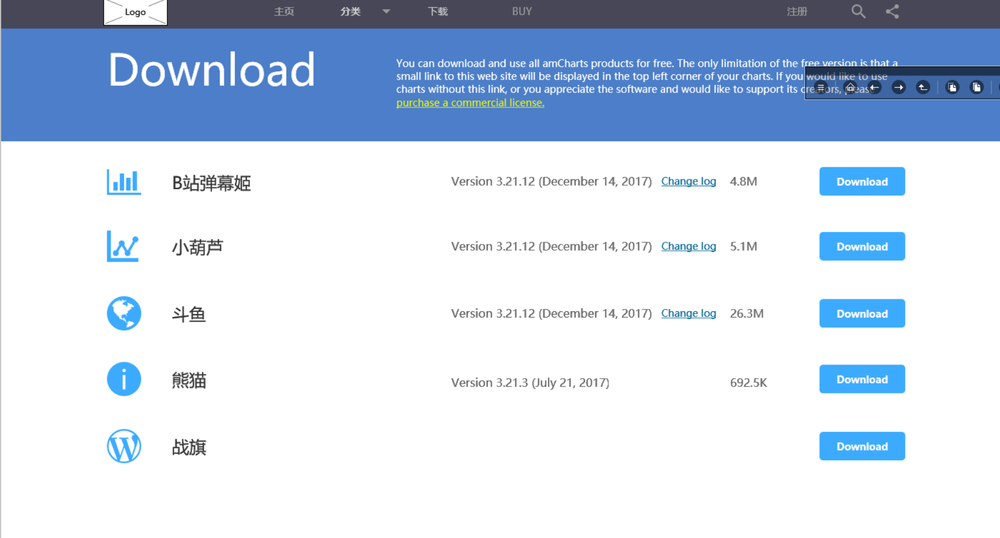 Logo
主页 分类 下载 BUY 注册
Download
You can download and use all amCharts products for free. The only limitation of the free version is that a
small link to this web site will be displayed in the top left corner of your charts. If you would like to use
charts without this link, or you appreciate the software and would like to support its creators, please
purchase a commercial license.
B站弹幕姬 Version 3.21.12 (December 14, 2017) Change log 4.8M Download
小葫芦 Version 3.21.12 (December 14, 2017) Change log 5.1M Download
斗鱼 Version 3.21.12 (December 14, 2017) Change log 26.3M Download
熊猫 Version 3.21.3 (July 21, 2017) 692.5K Download
战旗 Download